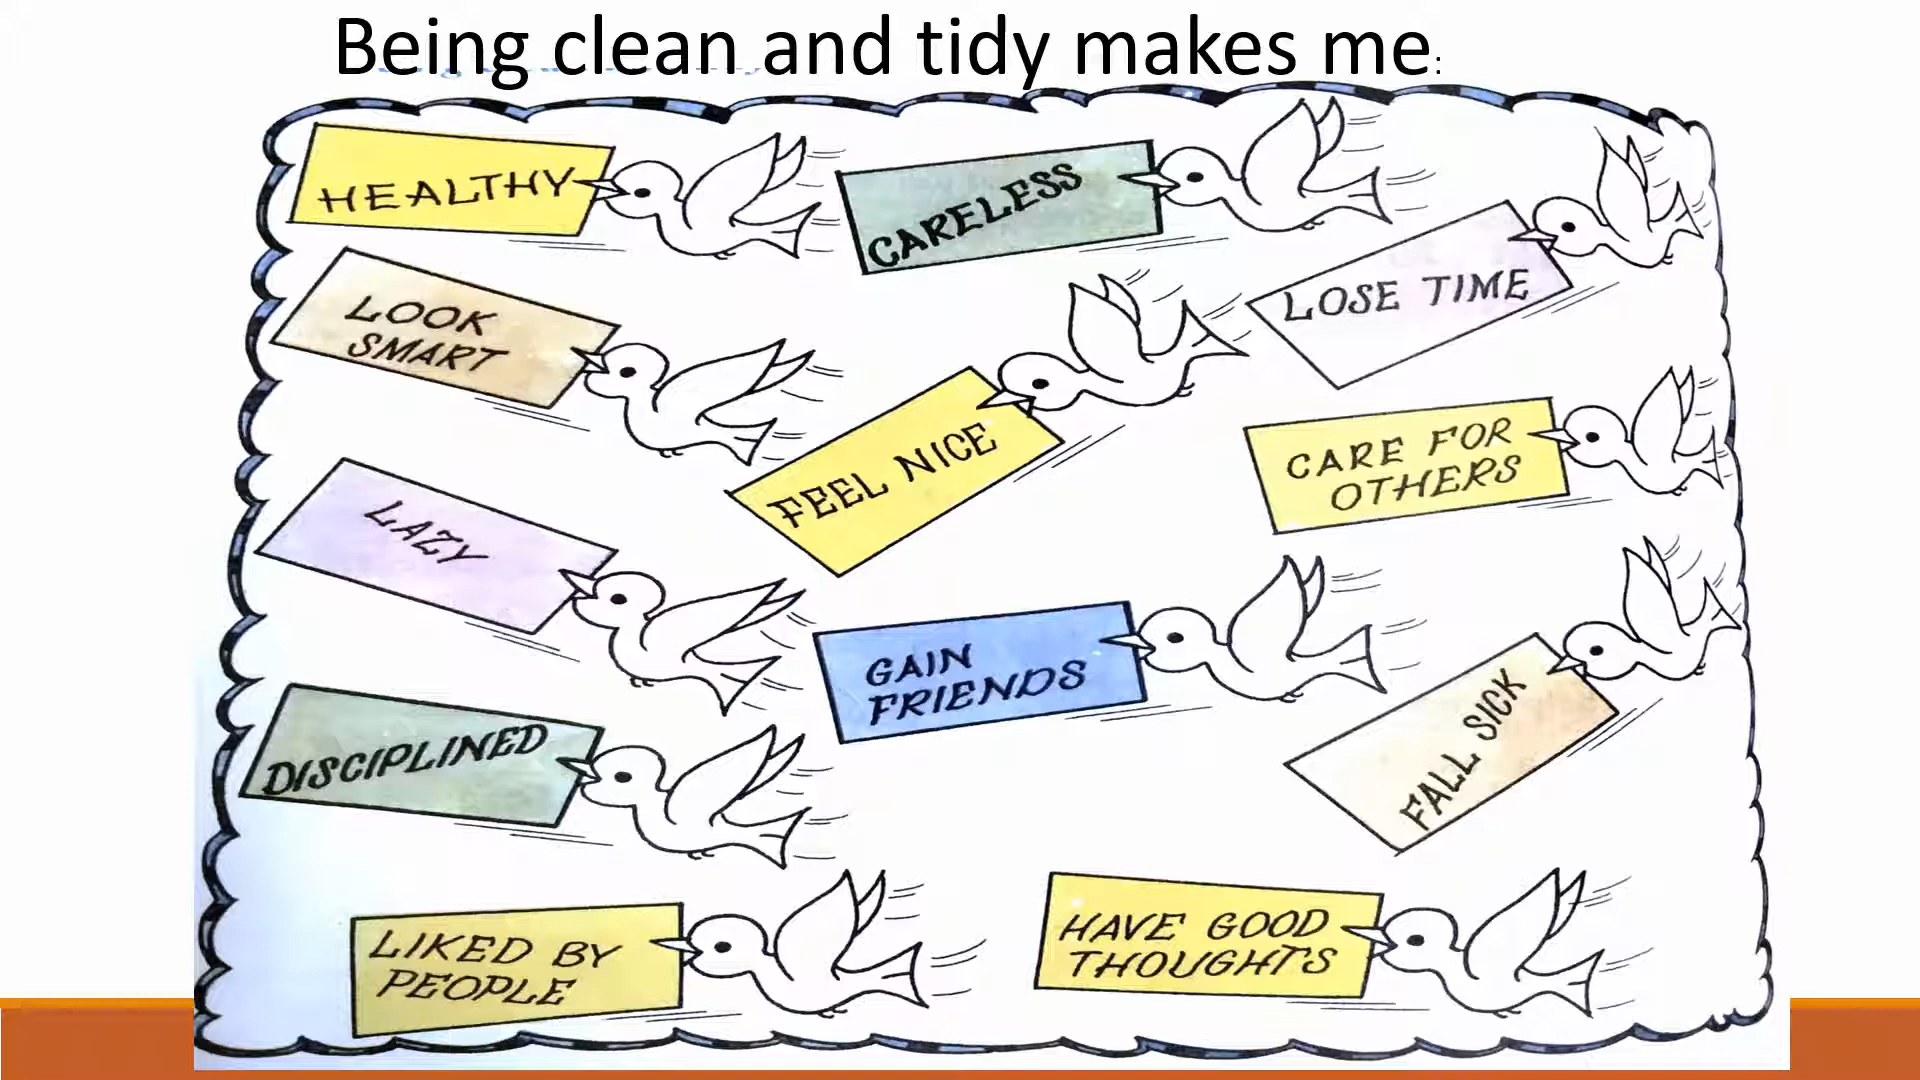 Being clean and tidy makes me:
HEALTHY
CARELESS
LOSE TIME
LOOK
SMART
FEEL NICE
CARE FOR
OTHERS
LAZY
GAIN
FRIENDS
FALL SICK
DISCIPLINED
LIKED BY
PEOPLE
HAVE GOOD
THOUGHTS